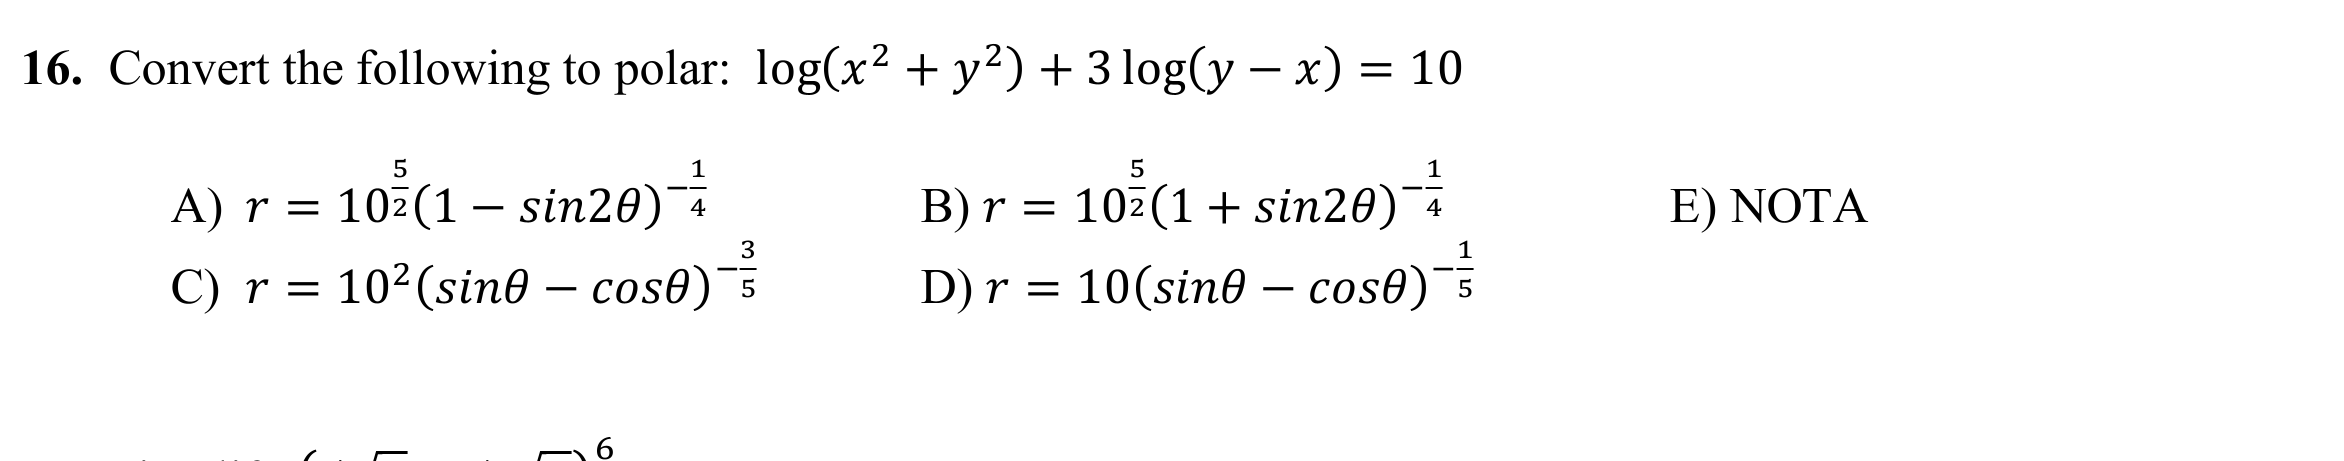 16. Convert the following to polar: log(x² + y²) + 3 log(y − x) = 10
A) r = 10^{5/2}(1 − sin2θ)^{−1/4} B) r = 10^{5/2}(1 + sin2θ)^{−1/4} E) NOTA
C) r = 10²(sinθ − cosθ)^{−3/5} D) r = 10(sinθ − cosθ)^{−1/5}
6